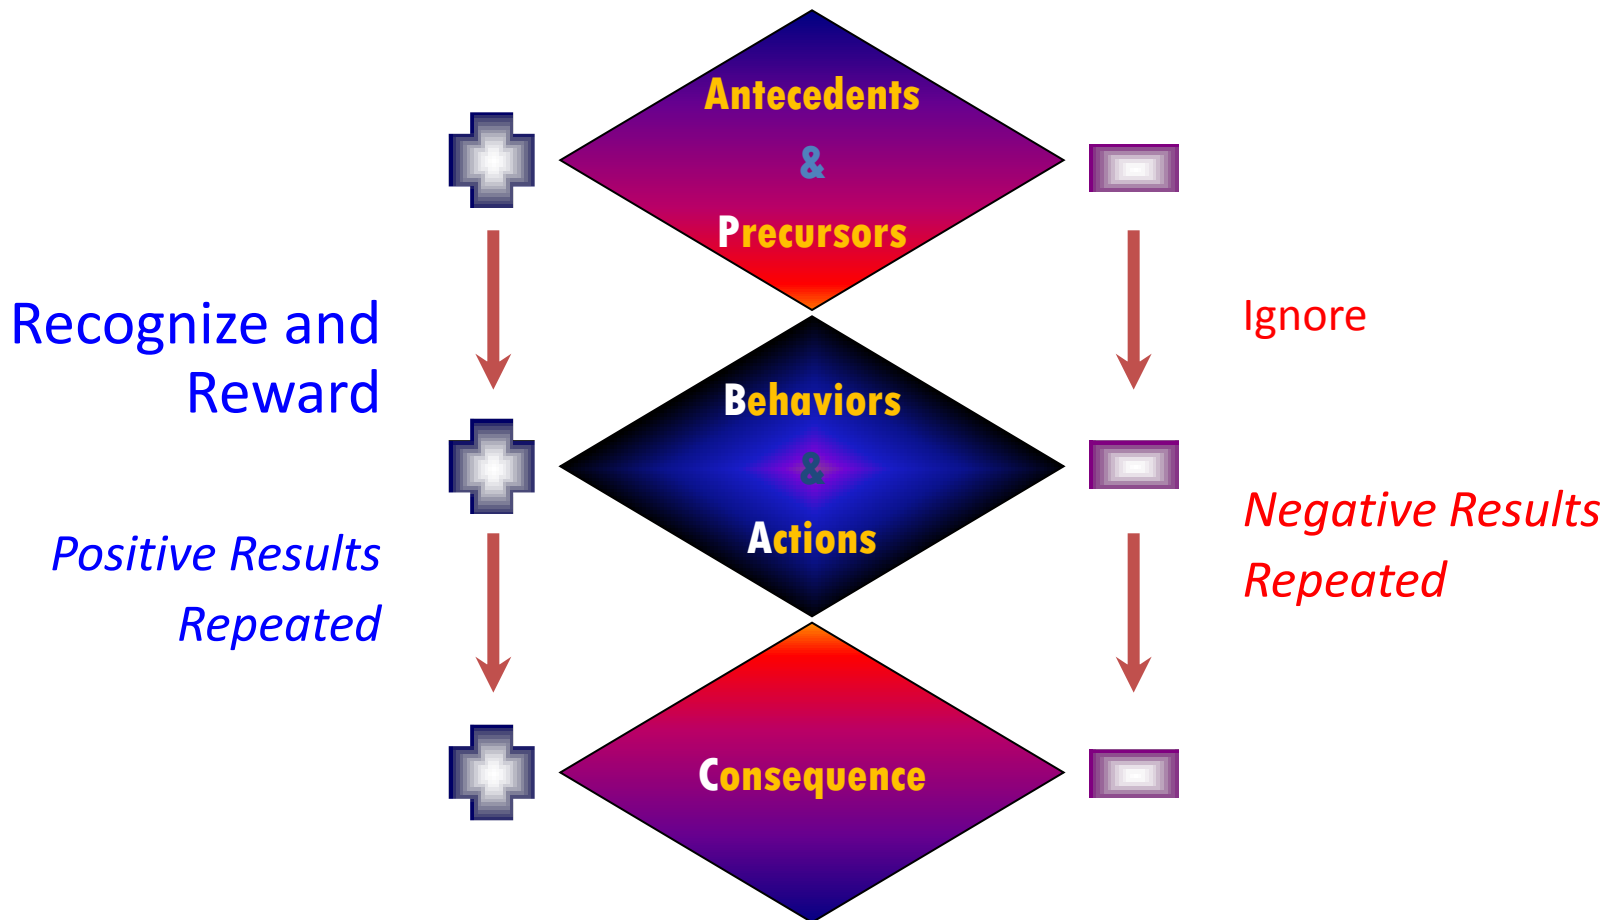 Antecedents
&
Precursors
Recognize and
Reward
Ignore
Behaviors
&
Actions
Positive Results
Repeated
Negative Results
Repeated
Consequence